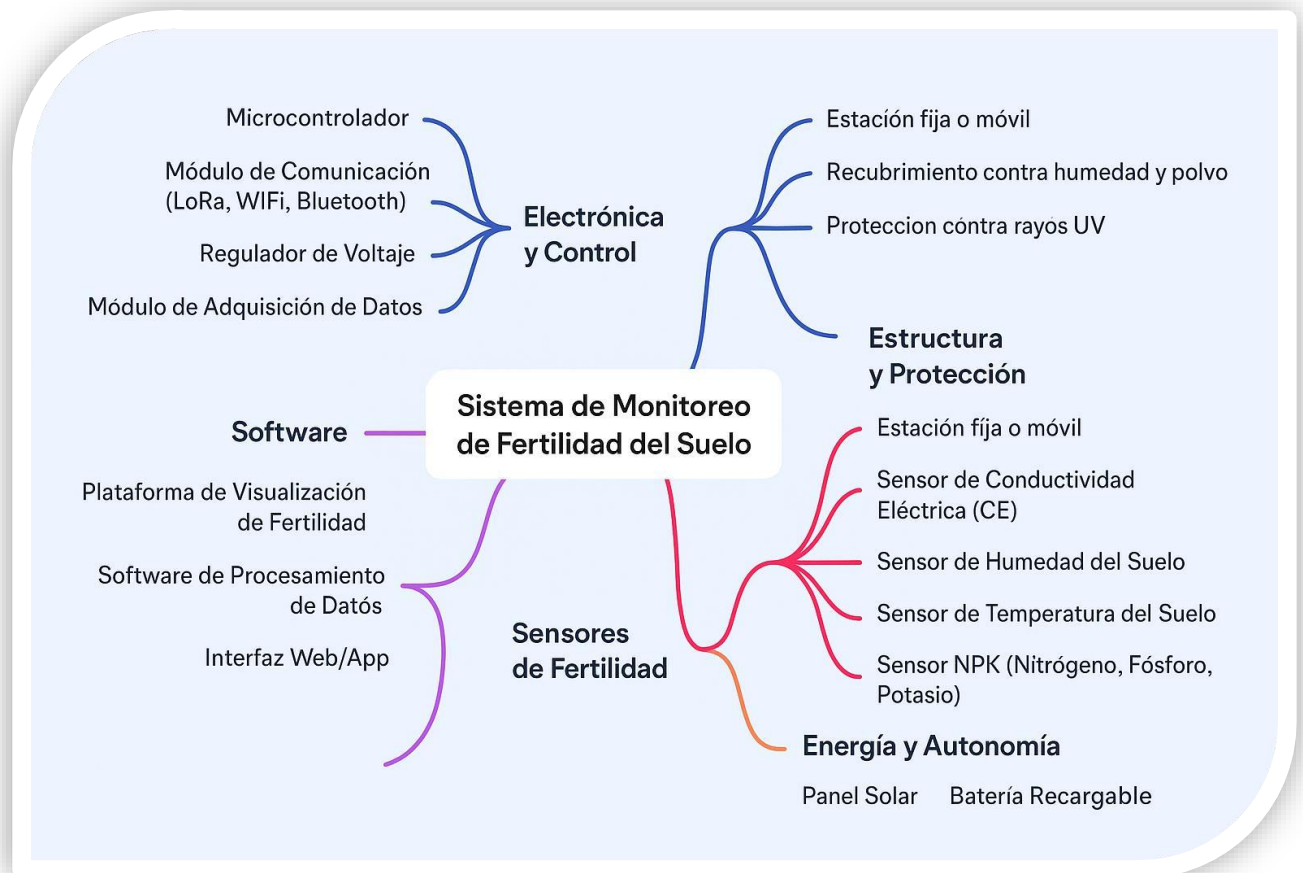 Microcontrolador
Módulo de Comunicación
(LoRa, WIFi, Bluetooth)
Regulador de Voltaje
Módulo de Adquisición de Datos
Electrónica
y Control
Estacíón fija o móvil
Recubrimiento contra humedad y polvo
Proteccion cóntra rayos UV
Estructura
y Protección
Sistema de Monitoreo
de Fertilidad del Suelo
Software
Plataforma de Visualización
de Fertilidad
Software de Procesamiento
de Datós
Interfaz Web/App
Sensores
de Fertilidad
Estación fíja o móvil
Sensor de Conductividad
Eléctrica (CE)
Sensor de Humedad del Suelo
Sensor de Temperatura del Suelo
Sensor NPK (Nitrógeno, Fósforo,
Potasio)
Energía y Autonomía
Panel Solar
Batería Recargable